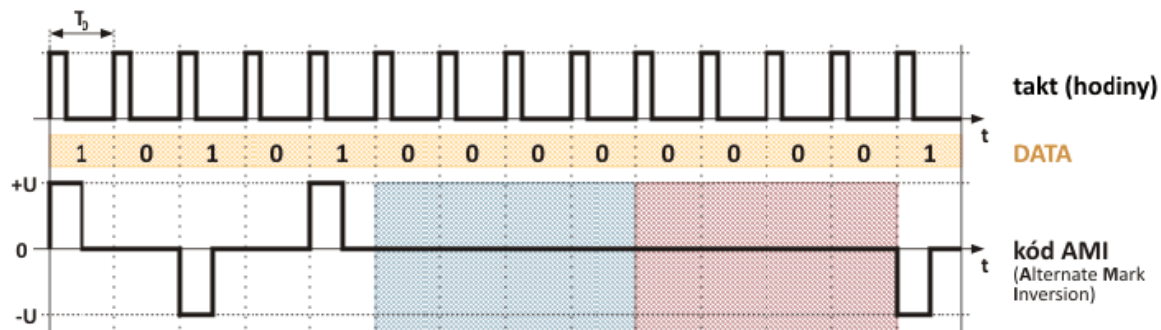 T₀
takt (hodiny)
t
1 0 1 0 1 0 0 0 0 0 0 0 0 1
DATA
+U
0
t
kód AMI
(Alternate Mark
Inversion)
-U